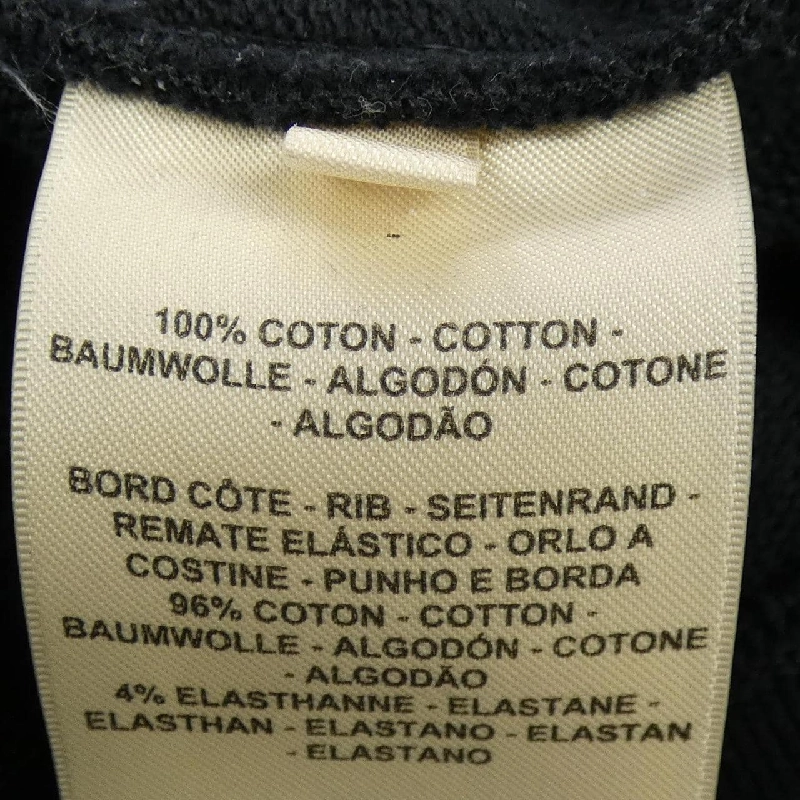 100% COTON - COTTON -
BAUMWOLLE - ALGODÓN - COTONE
- ALGODÃO
BORD CÔTE - RIB - SEITENRAND -
REMATE ELÁSTICO - ORLO A
COSTINE - PUNHO E BORDA
96% COTON - COTTON -
BAUMWOLLE - ALGODÓN - COTONE
- ALGODÃO
4% ELASTHANNE - ELASTANE -
ELASTHAN - ELASTANO - ELASTAN
- ELASTANO